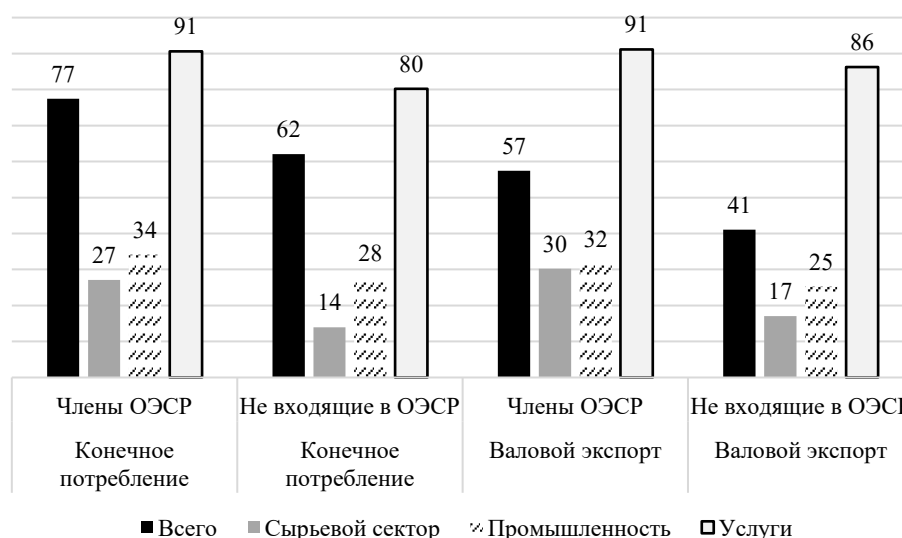 91
91
86
80
77
62
57
41
34
27
28
14
30
32
25
17
Члены ОЭСР
Не входящие в ОЭСР
Члены ОЭСР
Не входящие в ОЭСР
Конечное
потребление
Конечное
потребление
Валовой экспорт
Валовой экспорт
Всего
Сырьевой сектор
Промышленность
Услуги